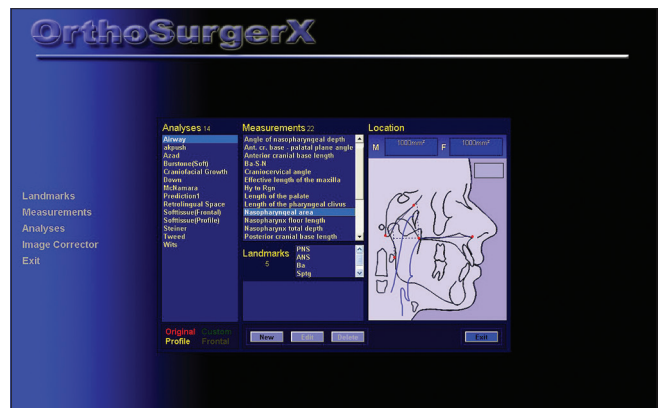 OrthoSurgerX
Landmarks
Measurements
Analyses
Image Corrector
Exit
Analyses 14
Airway
akpush
Azad
Burstone(Soft)
Craniofacial Growth
Down
McNamara
Prediction1
Retrolingual Space
Softtissue(Frontal)
Softtissue(Profile)
Steiner
Tweed
Wits
Measurements 22
Angle of nasopharyngeal depth
Ant. cr. base - palatal plane angle
Anterior cranial base length
Ba-S-N
Craniocervical angle
Effective length of the maxilla
Hy to Rgn
Length of the palate
Length of the pharyngeal clivus
Nasopharyngeal area
Nasopharynx floor length
Nasopharynx total depth
Posterior cranial base length
Landmarks
5
PNS
ANS
Ba
Sptg
Location
M 1000mm² F 1000mm²
Original Custom
Profile Frontal
New Edit Delete
Exit